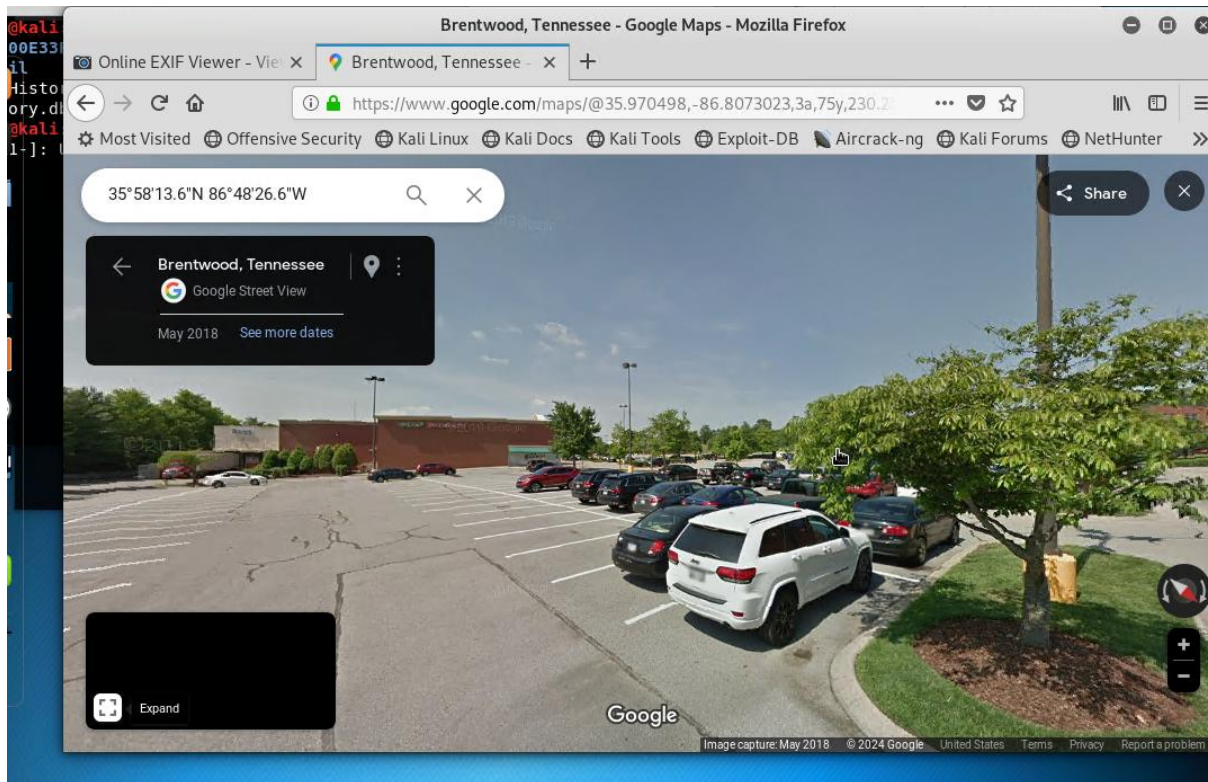 Brentwood, Tennessee - Google Maps - Mozilla Firefox
@kali
00E33
il
Histo
ory.d
@kali
l-]:
Online EXIF Viewer - Vie
Brentwood, Tennessee -
https://www.google.com/maps/@35.970498,-86.8073023,3a,75y,230.2
Most Visited Offensive Security Kali Linux Kali Docs Kali Tools Exploit-DB Aircrack-ng Kali Forums NetHunter »
35°58'13.6"N 86°48'26.6"W
Share
Brentwood, Tennessee
Google Street View
May 2018 See more dates
Expand
Google
Image capture: May 2018 © 2024 Google United States Terms Privacy Report a problem